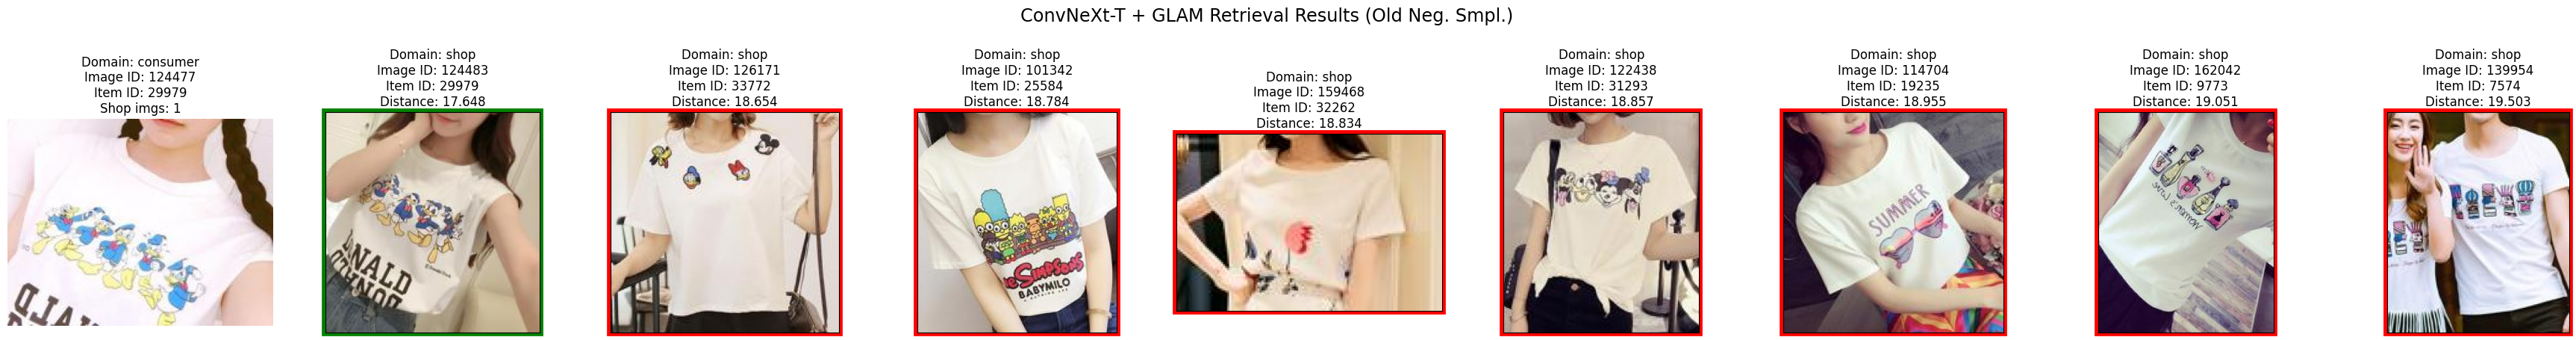 ConvNeXt-T + GLAM Retrieval Results (Old Neg. Smpl.)
Domain: consumer
Image ID: 124477
Item ID: 29979
Shop imgs: 1
Domain: shop
Image ID: 124483
Item ID: 29979
Distance: 17.648
Domain: shop
Image ID: 126171
Item ID: 33772
Distance: 18.654
Domain: shop
Image ID: 101342
Item ID: 25584
Distance: 18.784
Domain: shop
Image ID: 159468
Item ID: 32262
Distance: 18.834
Domain: shop
Image ID: 122438
Item ID: 31293
Distance: 18.857
Domain: shop
Image ID: 114704
Item ID: 19235
Distance: 18.955
Domain: shop
Image ID: 162042
Item ID: 9773
Distance: 19.051
Domain: shop
Image ID: 139954
Item ID: 7574
Distance: 19.503
SIMPSONS
BABYMILO
SUMMER